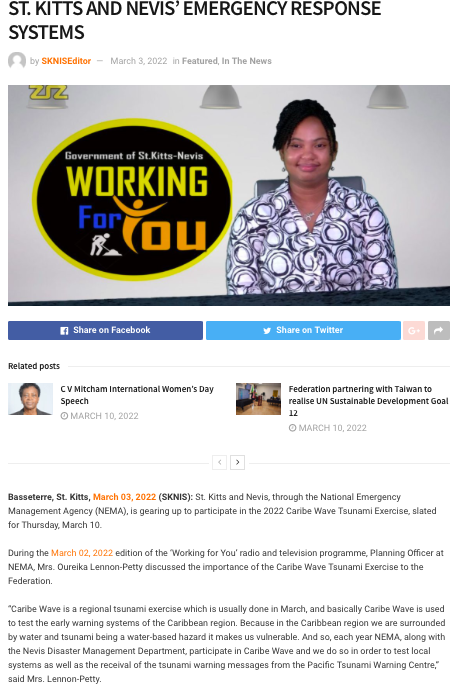 ST. KITTS AND NEVIS’ EMERGENCY RESPONSE
SYSTEMS
by SKNISEditor — March 3, 2022 in Featured, In The News
Government of St.Kitts-Nevis
WORKING
For You
Share on Facebook
Share on Twitter
G+
Related posts
C V Mitcham International Women's Day
Speech
MARCH 10, 2022
Federation partnering with Taiwan to
realise UN Sustainable Development Goal
12
MARCH 10, 2022
Basseterre, St. Kitts, March 03, 2022 (SKNIS): St. Kitts and Nevis, through the National Emergency
Management Agency (NEMA), is gearing up to participate in the 2022 Caribe Wave Tsunami Exercise, slated
for Thursday, March 10.
During the March 02, 2022 edition of the ‘Working for You’ radio and television programme, Planning Officer at
NEMA, Mrs. Oureika Lennon-Petty discussed the importance of the Caribe Wave Tsunami Exercise to the
Federation.
“Caribe Wave is a regional tsunami exercise which is usually done in March, and basically Caribe Wave is used
to test the early warning systems of the Caribbean region. Because in the Caribbean region we are surrounded
by water and tsunami being a water-based hazard it makes us vulnerable. And so, each year NEMA, along with
the Nevis Disaster Management Department, participate in Caribe Wave and we do so in order to test local
systems as well as the receival of the tsunami warning messages from the Pacific Tsunami Warning Centre,”
said Mrs. Lennon-Petty.